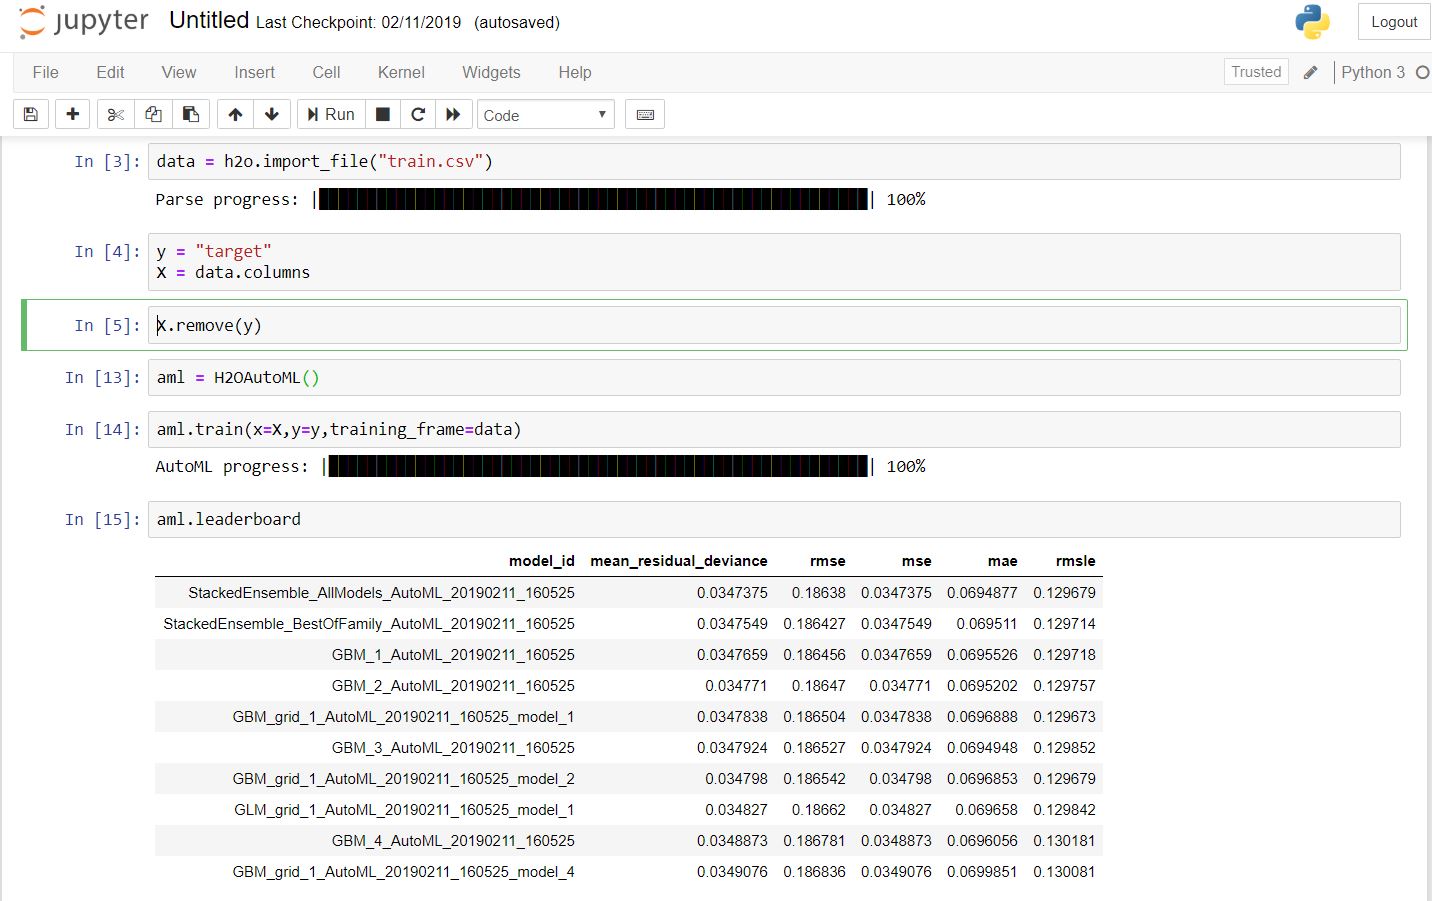 jupyter Untitled Last Checkpoint: 02/11/2019 (autosaved) Logout
File Edit View Insert Cell Kernel Widgets Help Trusted Python 3
Run Code
In [3]: data = h2o.import_file("train.csv")
Parse progress: || 100%
In [4]: y = "target"
X = data.columns
In [5]: X.remove(y)
In [13]: aml = H2OAutoML()
In [14]: aml.train(x=X,y=y,training_frame=data)
AutoML progress: || 100%
In [15]: aml.leaderboard
model_id mean_residual_deviance rmse mse mae rmsle
StackedEnsemble_AllModels_AutoML_20190211_160525 0.0347375 0.18638 0.0347375 0.0694877 0.129679
StackedEnsemble_BestOfFamily_AutoML_20190211_160525 0.0347549 0.186427 0.0347549 0.069511 0.129714
GBM_1_AutoML_20190211_160525 0.0347659 0.186456 0.0347659 0.0695526 0.129718
GBM_2_AutoML_20190211_160525 0.034771 0.18647 0.034771 0.0695202 0.129757
GBM_grid_1_AutoML_20190211_160525_model_1 0.0347838 0.186504 0.0347838 0.0696888 0.129673
GBM_3_AutoML_20190211_160525 0.0347924 0.186527 0.0347924 0.0694948 0.129852
GBM_grid_1_AutoML_20190211_160525_model_2 0.034798 0.186542 0.034798 0.0696853 0.129679
GLM_grid_1_AutoML_20190211_160525_model_1 0.034827 0.18662 0.034827 0.069658 0.129842
GBM_4_AutoML_20190211_160525 0.0348873 0.186781 0.0348873 0.0696056 0.130181
GBM_grid_1_AutoML_20190211_160525_model_4 0.0349076 0.186836 0.0349076 0.0699851 0.130081